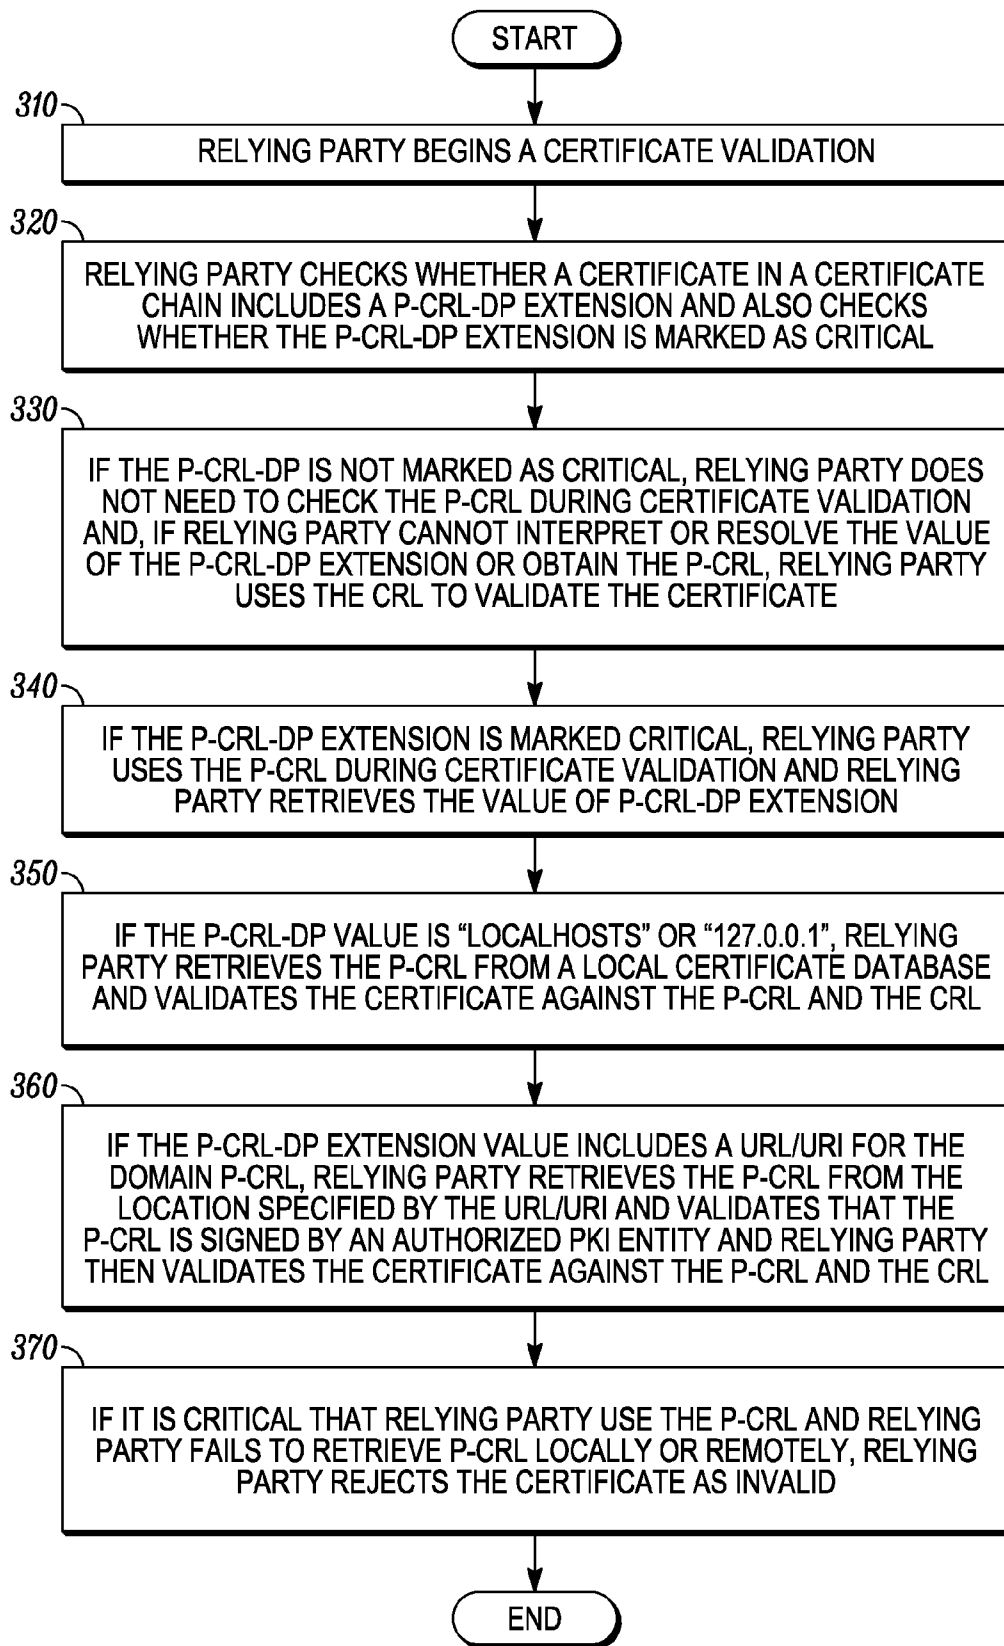 START
310
RELYING PARTY BEGINS A CERTIFICATE VALIDATION
320
RELYING PARTY CHECKS WHETHER A CERTIFICATE IN A CERTIFICATE
CHAIN INCLUDES A P-CRL-DP EXTENSION AND ALSO CHECKS
WHETHER THE P-CRL-DP EXTENSION IS MARKED AS CRITICAL
330
IF THE P-CRL-DP IS NOT MARKED AS CRITICAL, RELYING PARTY DOES
NOT NEED TO CHECK THE P-CRL DURING CERTIFICATE VALIDATION
AND, IF RELYING PARTY CANNOT INTERPRET OR RESOLVE THE VALUE
OF THE P-CRL-DP EXTENSION OR OBTAIN THE P-CRL, RELYING PARTY
USES THE CRL TO VALIDATE THE CERTIFICATE
340
IF THE P-CRL-DP EXTENSION IS MARKED CRITICAL, RELYING PARTY
USES THE P-CRL DURING CERTIFICATE VALIDATION AND RELYING
PARTY RETRIEVES THE VALUE OF P-CRL-DP EXTENSION
350
IF THE P-CRL-DP VALUE IS “LOCALHOSTS” OR “127.0.0.1”, RELYING
PARTY RETRIEVES THE P-CRL FROM A LOCAL CERTIFICATE DATABASE
AND VALIDATES THE CERTIFICATE AGAINST THE P-CRL AND THE CRL
360
IF THE P-CRL-DP EXTENSION VALUE INCLUDES A URL/URI FOR THE
DOMAIN P-CRL, RELYING PARTY RETRIEVES THE P-CRL FROM THE
LOCATION SPECIFIED BY THE URL/URI AND VALIDATES THAT THE
P-CRL IS SIGNED BY AN AUTHORIZED PKI ENTITY AND RELYING PARTY
THEN VALIDATES THE CERTIFICATE AGAINST THE P-CRL AND THE CRL
370
IF IT IS CRITICAL THAT RELYING PARTY USE THE P-CRL AND RELYING
PARTY FAILS TO RETRIEVE P-CRL LOCALLY OR REMOTELY, RELYING
PARTY REJECTS THE CERTIFICATE AS INVALID
END